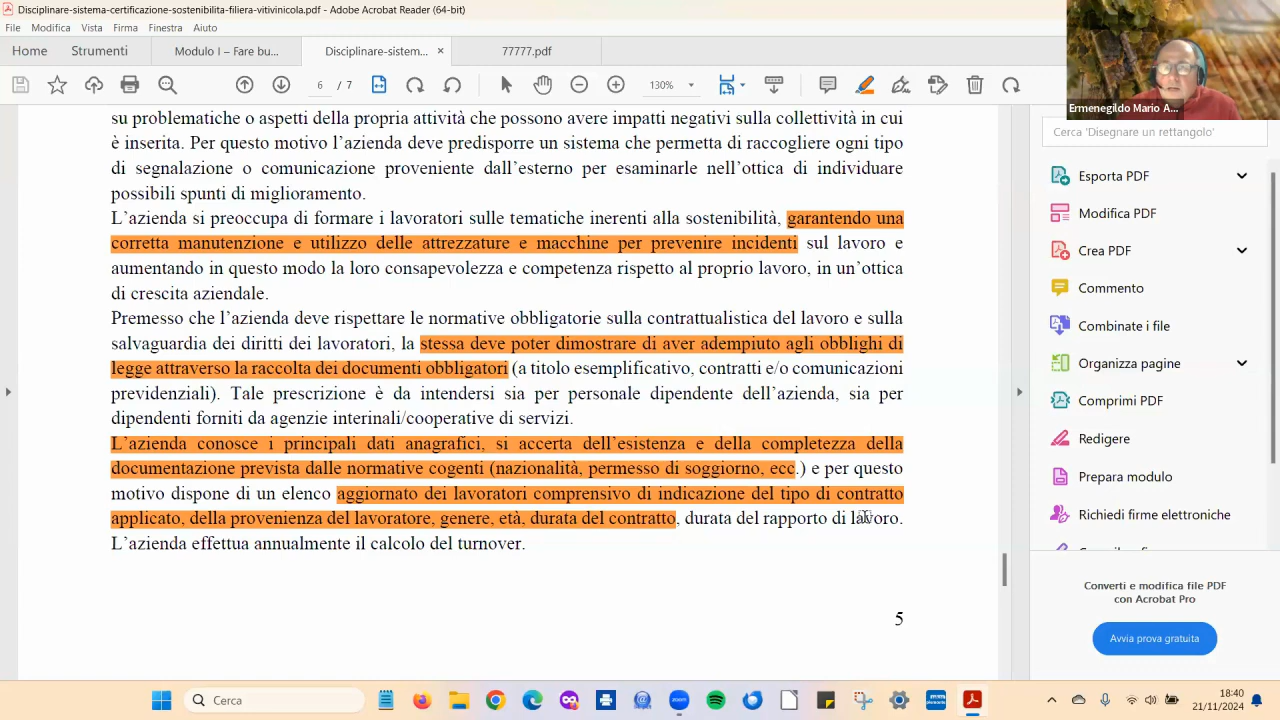 Disciplinare-sistema-certificazione-sostenibilita-filiera-vitivinicola.pdf - Adobe Acrobat Reader (64-bit)
File Modifica Vista Firma Finestra Aiuto
Home Strumenti Modulo I – Fare bu... Disciplinare-sistem... × 77777.pdf
6 / 7 130%
Ermenegildo Mario A...
su problematiche o aspetti della propria attività che possono avere impatti negativi sulla collettività in cui
è inserita. Per questo motivo l’azienda deve predisporre un sistema che permetta di raccogliere ogni tipo
di segnalazione o comunicazione proveniente dall’esterno per esaminarle nell’ottica di individuare
possibili spunti di miglioramento.
L’azienda si preoccupa di formare i lavoratori sulle tematiche inerenti alla sostenibilità, garantendo una
corretta manutenzione e utilizzo delle attrezzature e macchine per prevenire incidenti sul lavoro e
aumentando in questo modo la loro consapevolezza e competenza rispetto al proprio lavoro, in un’ottica
di crescita aziendale.
Premesso che l’azienda deve rispettare le normative obbligatorie sulla contrattualistica del lavoro e sulla
salvaguardia dei diritti dei lavoratori, la stessa deve poter dimostrare di aver adempiuto agli obblighi di
legge attraverso la raccolta dei documenti obbligatori (a titolo esemplificativo, contratti e/o comunicazioni
previdenziali). Tale prescrizione è da intendersi sia per personale dipendente dell’azienda, sia per
dipendenti forniti da agenzie interinali/cooperative di servizi.
L’azienda conosce i principali dati anagrafici, si accerta dell’esistenza e della completezza della
documentazione prevista dalle normative cogenti (nazionalità, permesso di soggiorno, ecc.) e per questo
motivo dispone di un elenco aggiornato dei lavoratori comprensivo di indicazione del tipo di contratto
applicato, della provenienza del lavoratore, genere, età, durata del contratto, durata del rapporto di lavoro.
L’azienda effettua annualmente il calcolo del turnover.
5
Cerca 'Disegnare un rettangolo'
Esporta PDF
Modifica PDF
Crea PDF
Commento
Combinate i file
Organizza pagine
Comprimi PDF
Redigere
Prepara modulo
Richiedi firme elettroniche
Converti e modifica file PDF
con Acrobat Pro
Avvia prova gratuita
Cerca
18:40
21/11/2024